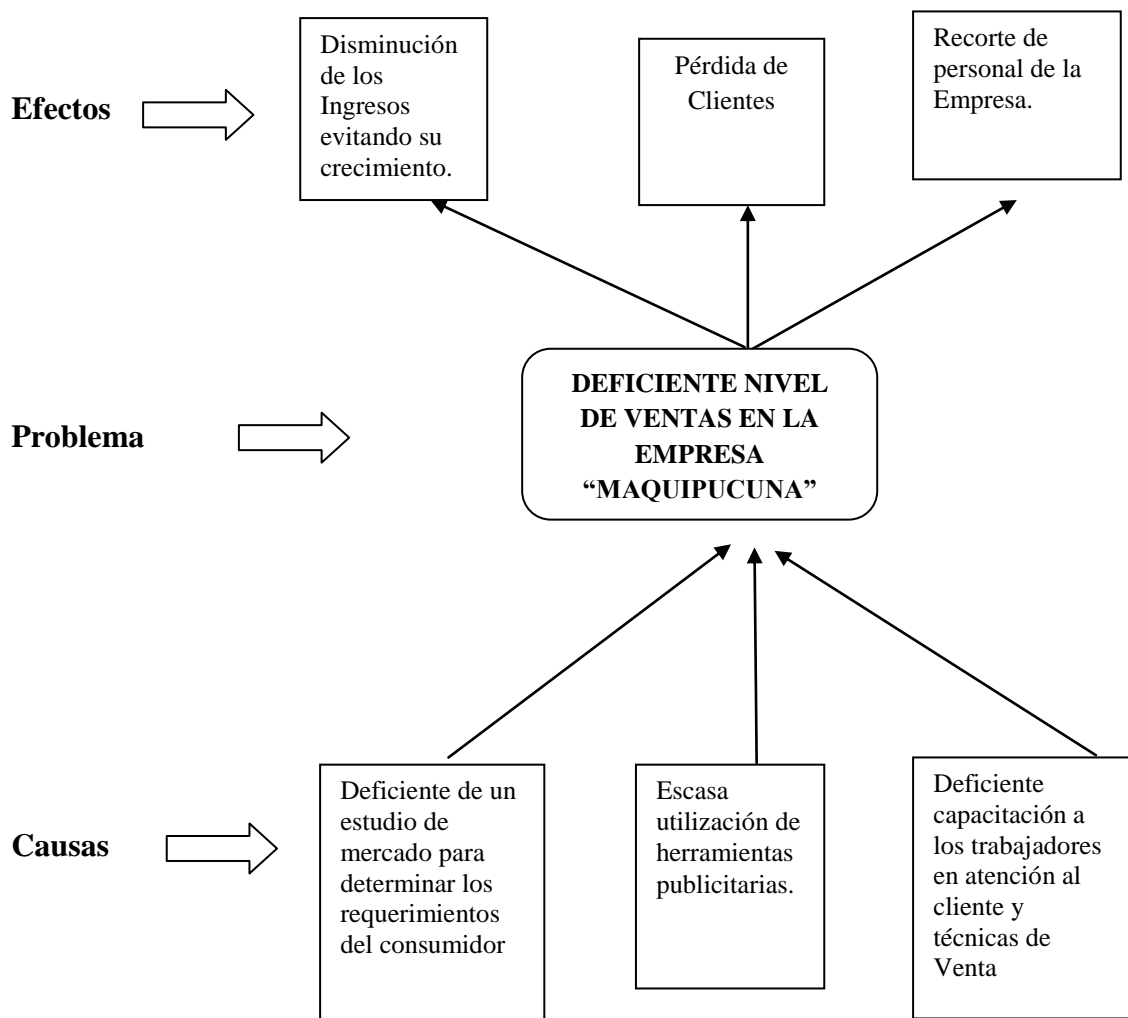 Efectos
Disminución
de los
Ingresos
evitando su
crecimiento.
Pérdida de
Clientes
Recorte de
personal de la
Empresa.
Problema
DEFICIENTE NIVEL
DE VENTAS EN LA
EMPRESA
“MAQUIPUCUNA”
Causas
Deficiente de un
estudio de
mercado para
determinar los
requerimientos
del consumidor
Escasa
utilización de
herramientas
publicitarias.
Deficiente
capacitación a
los trabajadores
en atención al
cliente y
técnicas de
Venta